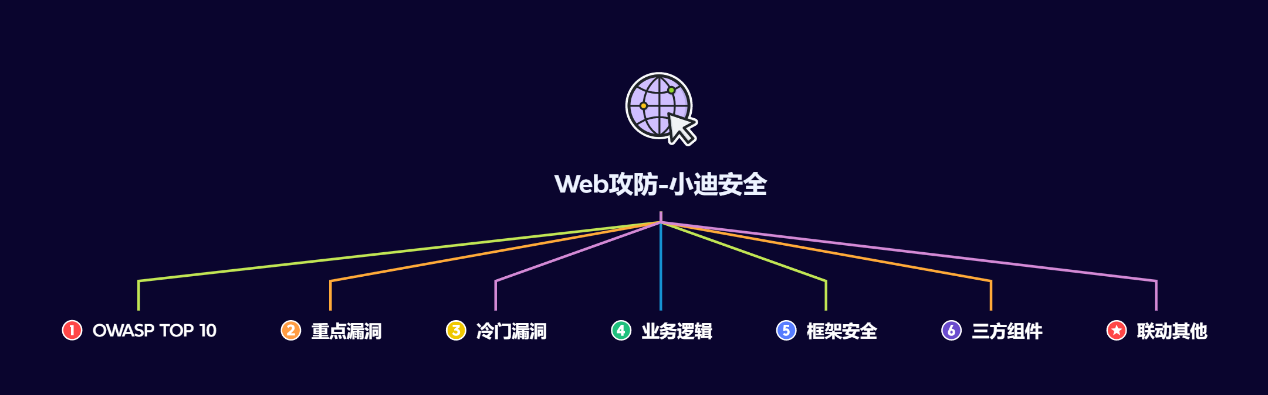 Web攻防-小迪安全
1 OWASP TOP 10
2 重点漏洞
3 冷门漏洞
4 业务逻辑
5 框架安全
6 三方组件
联动其他